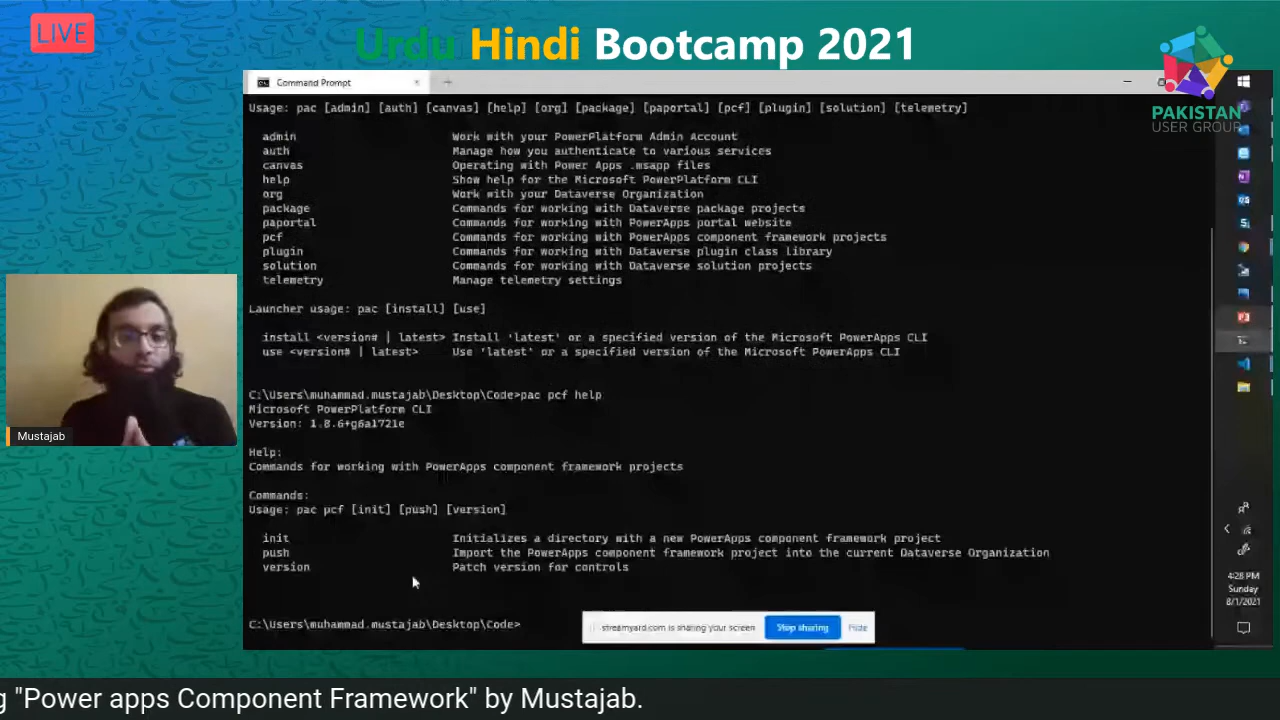 LIVE
Urdu Hindi Bootcamp 2021
PAKISTAN
USER GROUP
Command Prompt
Usage: pac [admin] [auth] [canvas] [help] [org] [package] [paportal] [pcf] [plugin] [solution] [telemetry]
admin Work with your PowerPlatform Admin Account
auth Manage how you authenticate to various services
canvas Operating with Power Apps .msapp files
help Show help for the Microsoft PowerPlatform CLI
org Work with your Dataverse Organization
package Commands for working with Dataverse package projects
paportal Commands for working with PowerApps portal website
pcf Commands for working with PowerApps component framework projects
plugin Commands for working with Dataverse plugin class library
solution Commands for working with Dataverse solution projects
telemetry Manage telemetry settings
Launcher usage: pac [install] [use]
install <version# | latest> Install 'latest' or a specified version of the Microsoft PowerApps CLI
use <version# | latest> Use 'latest' or a specified version of the Microsoft PowerApps CLI
C:\Users\muhammad.mustajab\Desktop\Code>pac pcf help
Microsoft PowerPlatform CLI
Version: 1.8.6+g6a1721e
Help:
Commands for working with PowerApps component framework projects
Commands:
Usage: pac pcf [init] [push] [version]
init Initializes a directory with a new PowerApps component framework project
push Import the PowerApps component framework project into the current Dataverse Organization
version Patch version for controls
C:\Users\muhammad.mustajab\Desktop\Code>
streamyard.com is sharing your screen Stop sharing Hide
4:28 PM
Sunday
8/1/2021
Mustajab
g "Power apps Component Framework" by Mustajab.